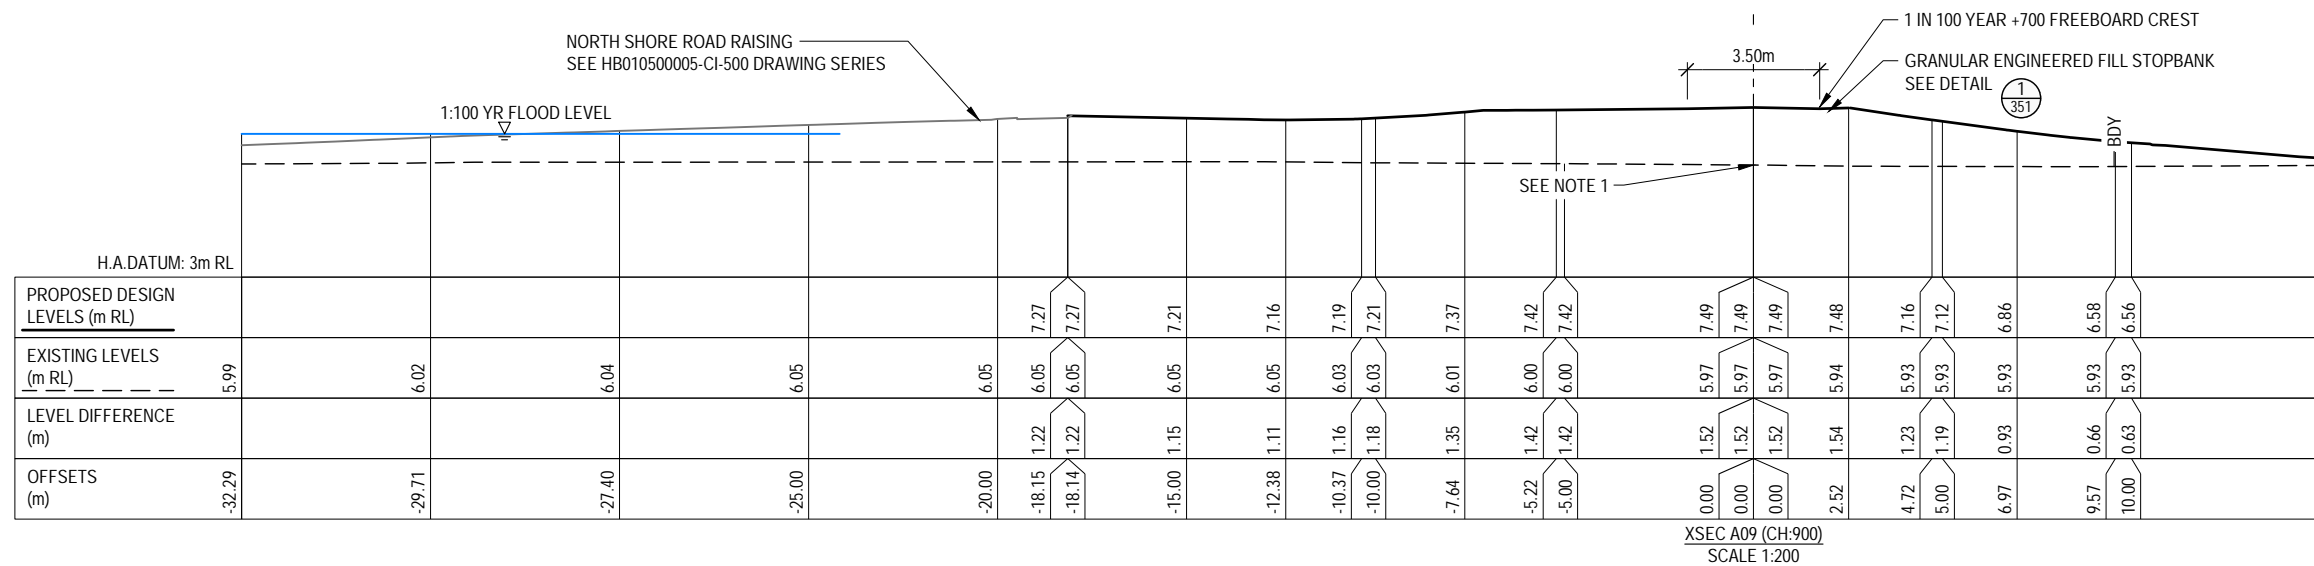 NORTH SHORE ROAD RAISING
SEE HB010500005-CI-500 DRAWING SERIES
1:100 YR FLOOD LEVEL
3.50m
1 IN 100 YEAR +700 FREEBOARD CREST
GRANULAR ENGINEERED FILL STOPBANK
SEE DETAIL
1
351
BDY
SEE NOTE 1
H.A.DATUM: 3m RL
PROPOSED DESIGN
LEVELS (m RL)
7.27 7.27 7.21 7.16 7.19 7.21 7.37 7.42 7.42 7.49 7.49 7.49 7.48 7.16 7.12 6.86 6.58 6.56
EXISTING LEVELS
(m RL)
5.99 6.02 6.04 6.05 6.05 6.05 6.05 6.05 6.05 6.03 6.03 6.01 6.00 6.00 5.97 5.97 5.97 5.94 5.93 5.93 5.93 5.93 5.93
LEVEL DIFFERENCE
(m)
1.22 1.22 1.15 1.11 1.16 1.18 1.35 1.42 1.42 1.52 1.52 1.52 1.54 1.23 1.19 0.93 0.66 0.63
OFFSETS
(m)
-32.29 -29.71 -27.40 -25.00 -20.00 -18.15 -18.14 -15.00 -12.38 -10.37 -10.00 -7.64 -5.22 -5.00 0.00 0.00 0.00 2.52 4.72 5.00 6.97 9.57 10.00
XSEC A09 (CH:900)
SCALE 1:200